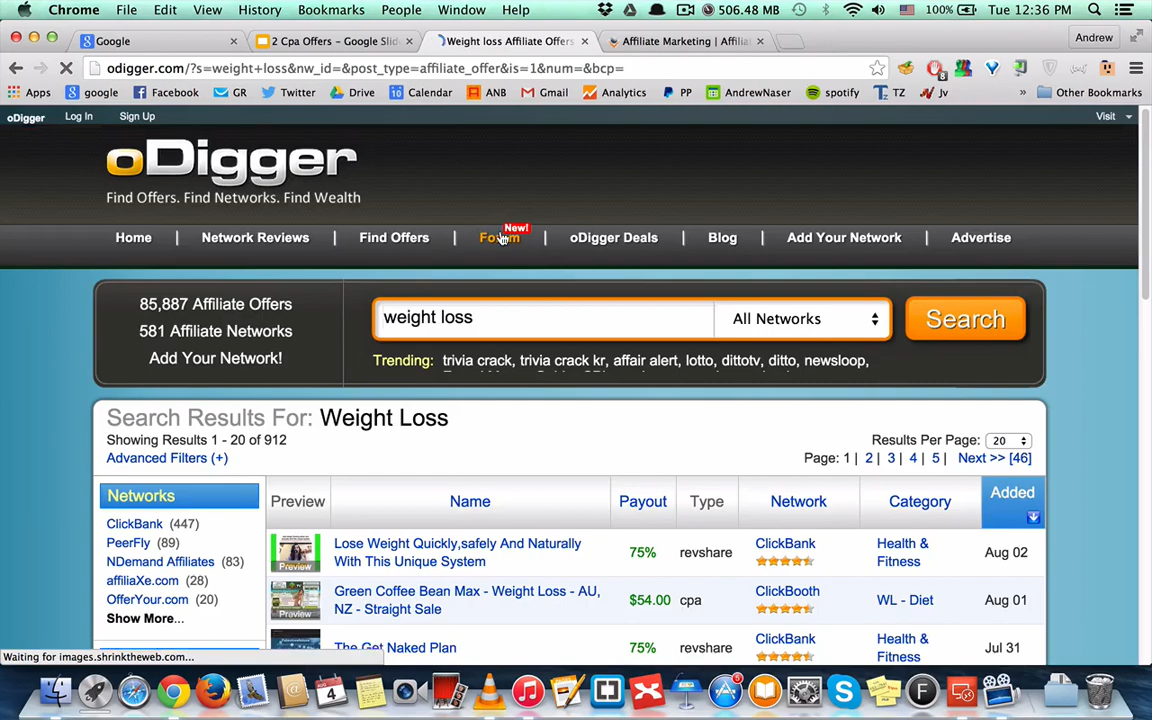 Chrome File Edit View History Bookmarks People Window Help 506.48 MB 100% Tue 12:36 PM
Google 2 Cpa Offers – Google Slide Weight loss Affiliate Offers Affiliate Marketing | Affilia Andrew
odigger.com/?s=weight+loss&nw_id=&post_type=affiliate_offer&is=1&num=&bcp= 8
Apps google Facebook GR Twitter Drive 10 Calendar ANB Gmail Analytics PP AndrewNaser spotify TZ Jv » Other Bookmarks
oDigger Log In Sign Up Visit
oDigger
Find Offers. Find Networks. Find Wealth
New!
Home | Network Reviews | Find Offers | Forum | oDigger Deals | Blog | Add Your Network | Advertise
85,887 Affiliate Offers
581 Affiliate Networks
Add Your Network!
weight loss All Networks Search
Trending: trivia crack, trivia crack kr, affair alert, lotto, dittotv, ditto, newsloop,
Search Results For: Weight Loss
Showing Results 1 - 20 of 912 Results Per Page: 20
Advanced Filters (+) Page: 1 | 2 | 3 | 4 | 5 | Next >> [46]
Networks
ClickBank (447)
PeerFly (89)
NDemand Affiliates (83)
affiliaXe.com (28)
OfferYour.com (20)
Show More...
Preview Name Payout Type Network Category Added
Preview Lose Weight Quickly,safely And Naturally With This Unique System 75% revshare ClickBank Health & Fitness Aug 02
Preview Green Coffee Bean Max - Weight Loss - AU, NZ - Straight Sale $54.00 cpa ClickBooth WL - Diet Aug 01
The Get Naked Plan 75% revshare ClickBank Health & Fitness Jul 31
Waiting for images.shrinktheweb.com...
4 5